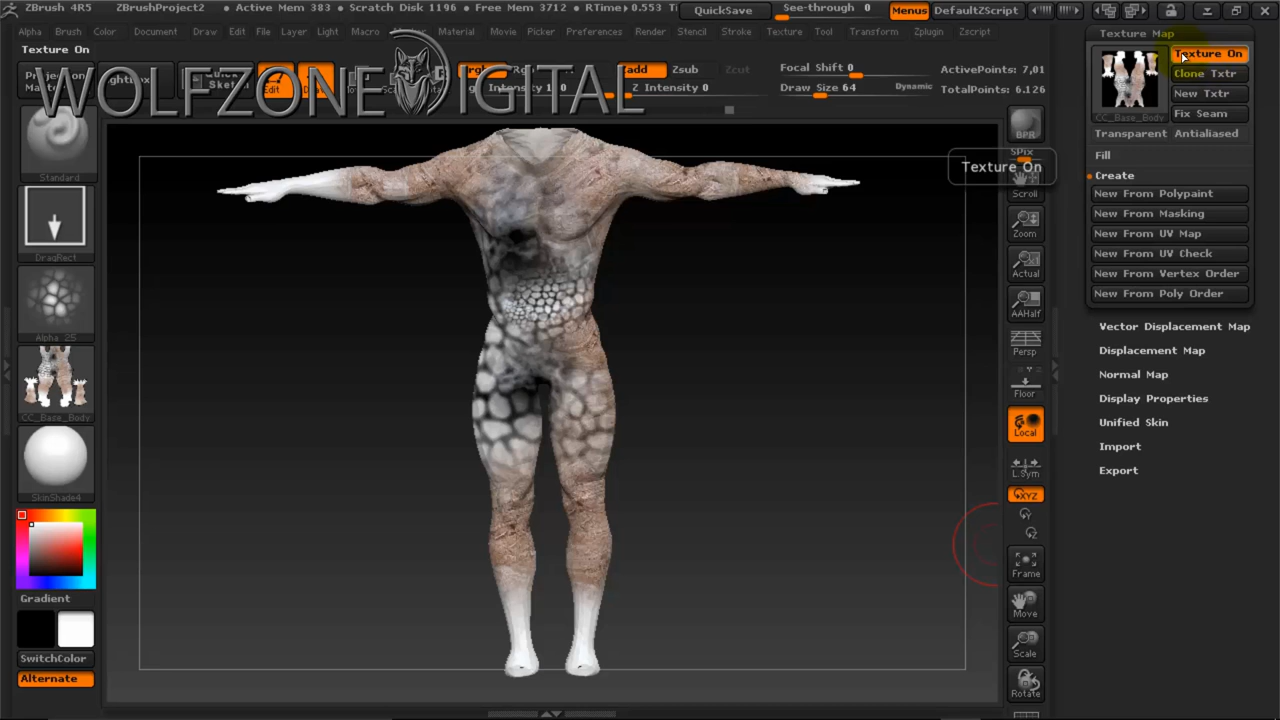 ZBrush 4R5 ZBrushProject2 • Active Mem 383 • Scratch Disk 1196 • Free Mem 3712 • RTime▸0.553 Ti QuickSave See-through 0 Menus DefaultZScript
Alpha Brush Color Document Draw Edit File Layer Light Macro Material Movie Picker Preferences Render Stencil Stroke Texture Tool Transform Zplugin Zscript
Texture On
WOLFZONE DIGITAL
Edit
Zadd Zsub Zcut
Z Intensity 0
Focal Shift 0
Draw Size 64 Dynamic
ActivePoints: 7,01
TotalPoints: 6.126
Standard
DragRect
Alpha 25
CC_Base_Body
SkinShade4
Gradient
SwitchColor
Alternate
BPR
SPix
Texture On
Scroll
Zoom
Actual
AAHalf
Persp
Floor
Local
L.Sym
XYZ
Y
Z
Frame
Move
Scale
Rotate
Texture Map
Texture On
Clone Txtr
New Txtr
CC_Base_Body
Fix Seam
Transparent Antialiased
Fill
Create
New From Polypaint
New From Masking
New From UV Map
New From UV Check
New From Vertex Order
New From Poly Order
Vector Displacement Map
Displacement Map
Normal Map
Display Properties
Unified Skin
Import
Export